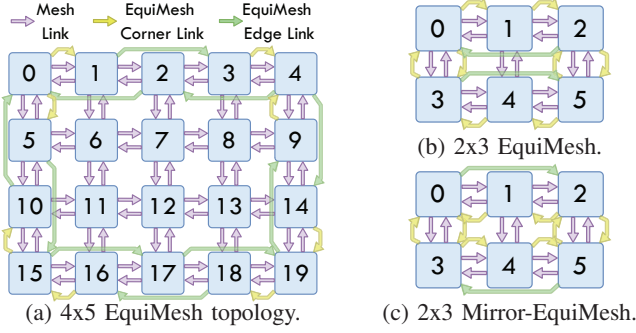 Mesh Link
EquiMesh Corner Link
EquiMesh Edge Link
0 1 2 3 4
5 6 7 8 9
10 11 12 13 14
15 16 17 18 19
(a) 4x5 EquiMesh topology.
0 1 2
3 4 5
(b) 2x3 EquiMesh.
0 1 2
3 4 5
(c) 2x3 Mirror-EquiMesh.